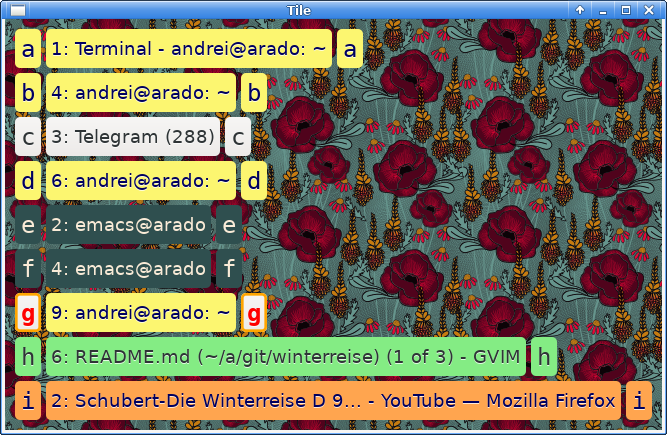 Tile
a 1: Terminal - andrei@arado: ~ a
b 4: andrei@arado: ~ b
c 3: Telegram (288) c
d 6: andrei@arado: ~ d
e 2: emacs@arado e
f 4: emacs@arado f
g 9: andrei@arado: ~ g
h 6: README.md (~/a/git/winterreise) (1 of 3) - GVIM h
i 2: Schubert-Die Winterreise D 9... - YouTube — Mozilla Firefox i